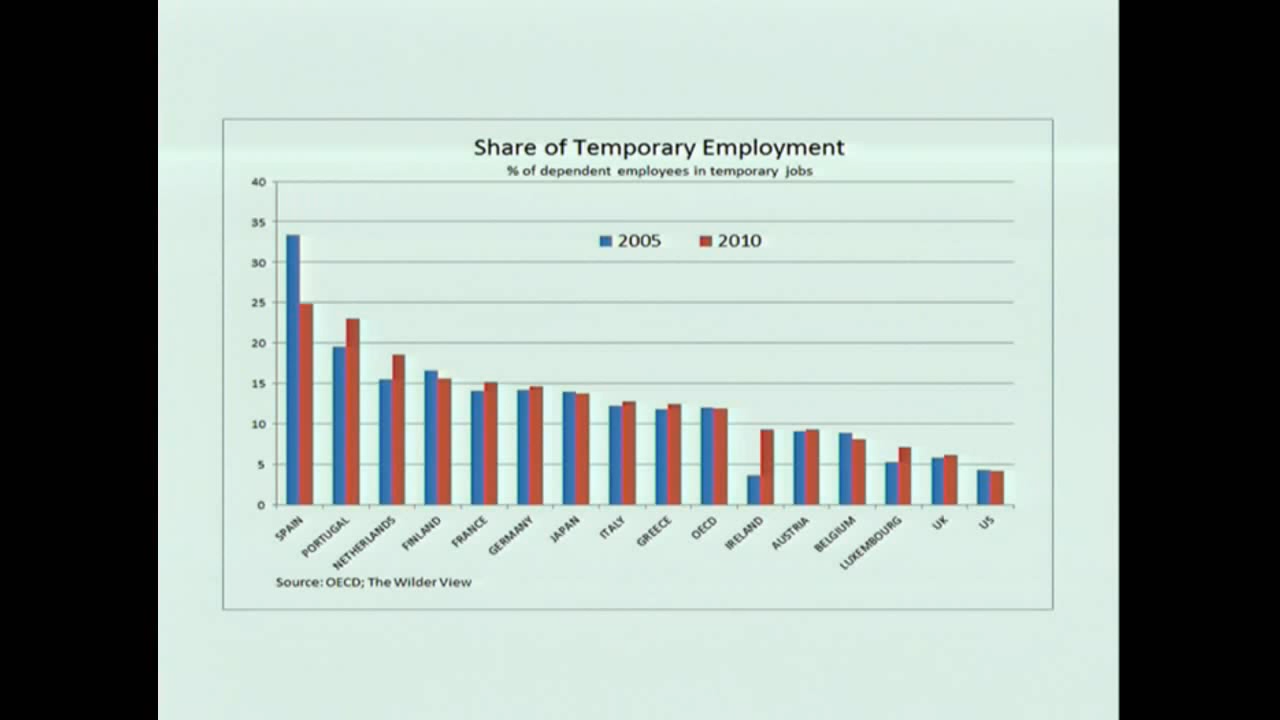 Share of Temporary Employment
% of dependent employees in temporary jobs
40
35
30
25
20
15
10
5
0
2005 2010
SPAIN
PORTUGAL
NETHERLANDS
FINLAND
FRANCE
GERMANY
JAPAN
ITALY
GREECE
OECD
IRELAND
AUSTRIA
BELGIUM
LUXEMBOURG
UK
US
Source: OECD; The Wilder View